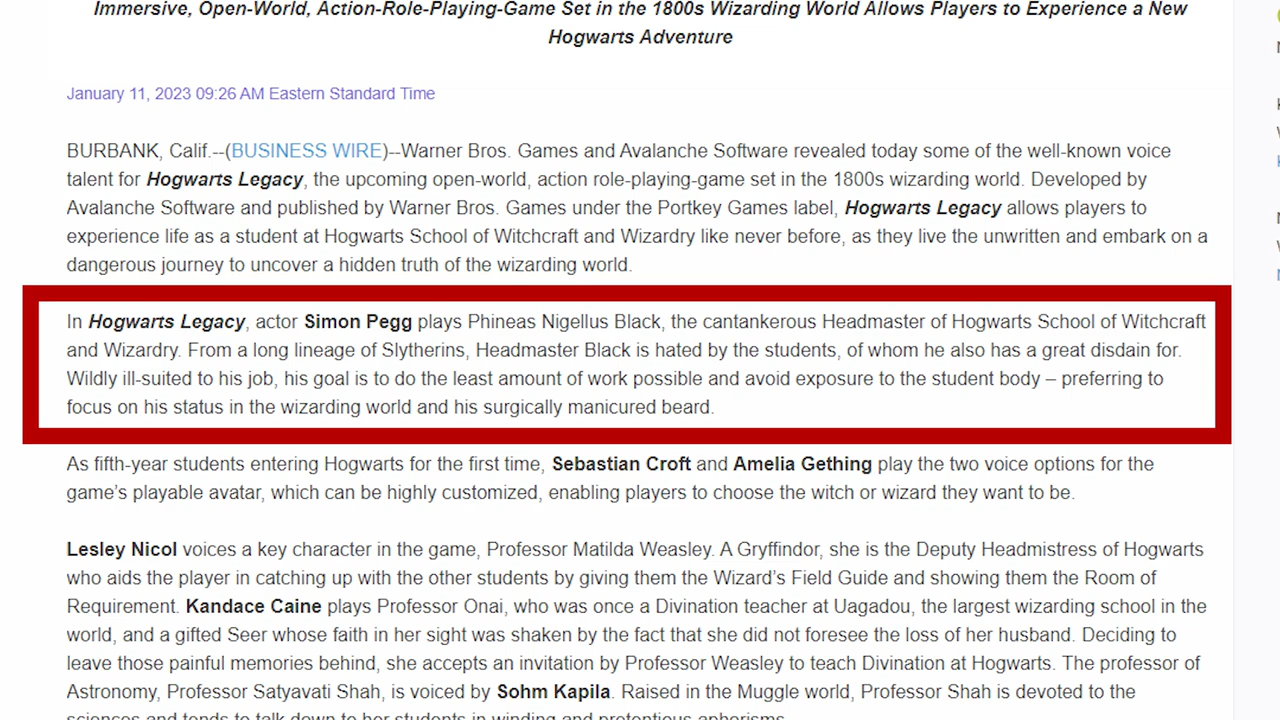 Immersive, Open-World, Action-Role-Playing-Game Set in the 1800s Wizarding World Allows Players to Experience a New
Hogwarts Adventure
January 11, 2023 09:26 AM Eastern Standard Time
BURBANK, Calif.--(BUSINESS WIRE)--Warner Bros. Games and Avalanche Software revealed today some of the well-known voice
talent for Hogwarts Legacy, the upcoming open-world, action role-playing-game set in the 1800s wizarding world. Developed by
Avalanche Software and published by Warner Bros. Games under the Portkey Games label, Hogwarts Legacy allows players to
experience life as a student at Hogwarts School of Witchcraft and Wizardry like never before, as they live the unwritten and embark on a
dangerous journey to uncover a hidden truth of the wizarding world.
In Hogwarts Legacy, actor Simon Pegg plays Phineas Nigellus Black, the cantankerous Headmaster of Hogwarts School of Witchcraft
and Wizardry. From a long lineage of Slytherins, Headmaster Black is hated by the students, of whom he also has a great disdain for.
Wildly ill-suited to his job, his goal is to do the least amount of work possible and avoid exposure to the student body – preferring to
focus on his status in the wizarding world and his surgically manicured beard.
As fifth-year students entering Hogwarts for the first time, Sebastian Croft and Amelia Gething play the two voice options for the
game's playable avatar, which can be highly customized, enabling players to choose the witch or wizard they want to be.
Lesley Nicol voices a key character in the game, Professor Matilda Weasley. A Gryffindor, she is the Deputy Headmistress of Hogwarts
who aids the player in catching up with the other students by giving them the Wizard's Field Guide and showing them the Room of
Requirement. Kandace Caine plays Professor Onai, who was once a Divination teacher at Uagadou, the largest wizarding school in the
world, and a gifted Seer whose faith in her sight was shaken by the fact that she did not foresee the loss of her husband. Deciding to
leave those painful memories behind, she accepts an invitation by Professor Weasley to teach Divination at Hogwarts. The professor of
Astronomy, Professor Satyavati Shah, is voiced by Sohm Kapila. Raised in the Muggle world, Professor Shah is devoted to the
sciences and tends to talk down to her students in winding and pretentious aphorisms.